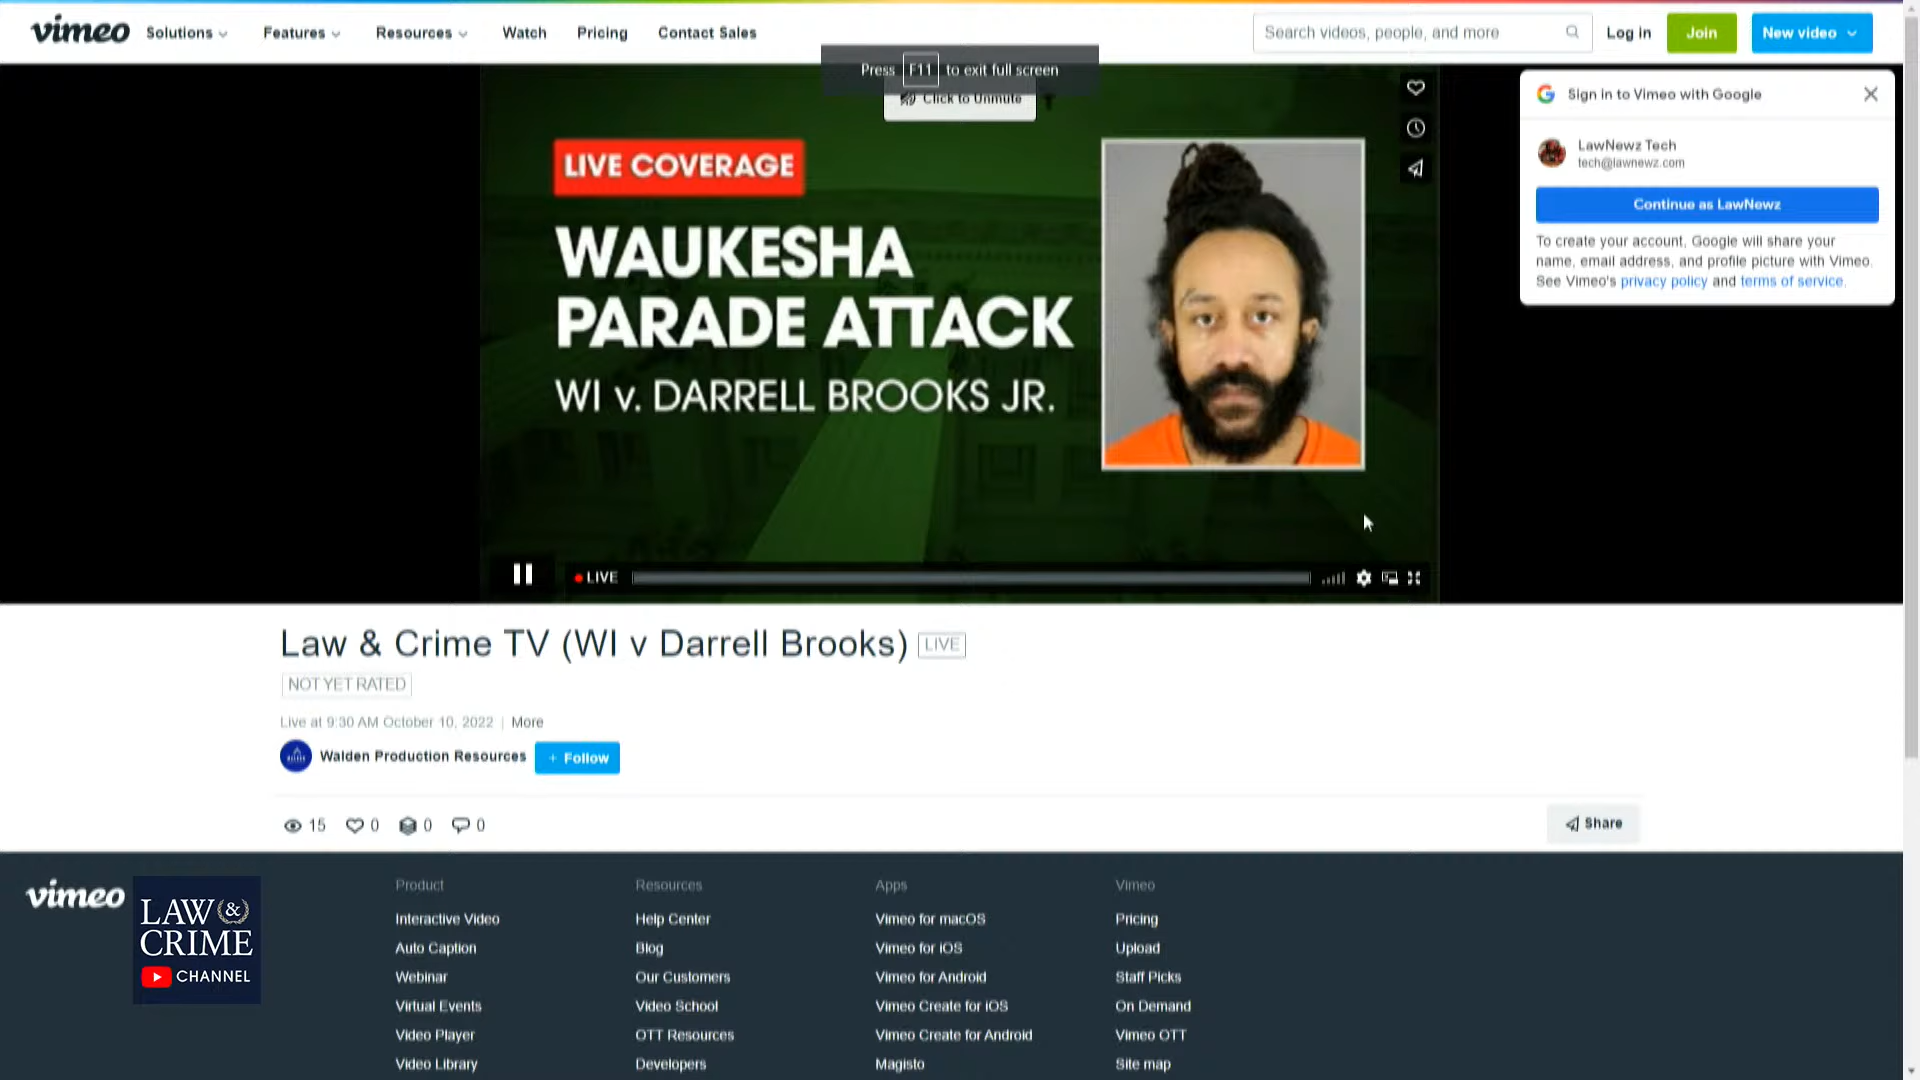 vimeo
Solutions
Features
Resources
Watch
Pricing
Contact Sales
Search videos, people, and more
Log in
Join
New video
Press F11 to exit full screen
Click to Unmute
Sign in to Vimeo with Google
LawNewz Tech
tech@lawnewz.com
Continue as LawNewz
To create your account, Google will share your
name, email address, and profile picture with Vimeo.
See Vimeo's privacy policy and terms of service.
LIVE COVERAGE
WAUKESHA
PARADE ATTACK
WI v. DARRELL BROOKS JR.
LIVE
Law & Crime TV (WI v Darrell Brooks) LIVE
NOT YET RATED
Live at 9:30 AM October 10, 2022 | More
Walden Production Resources
+ Follow
15
0
0
0
Share
vimeo
LAW &
CRIME
CHANNEL
Product
Interactive Video
Auto Caption
Webinar
Virtual Events
Video Player
Video Library
Resources
Help Center
Blog
Our Customers
Video School
OTT Resources
Developers
Apps
Vimeo for macOS
Vimeo for iOS
Vimeo for Android
Vimeo Create for iOS
Vimeo Create for Android
Magisto
Vimeo
Pricing
Upload
Staff Picks
On Demand
Vimeo OTT
Site map